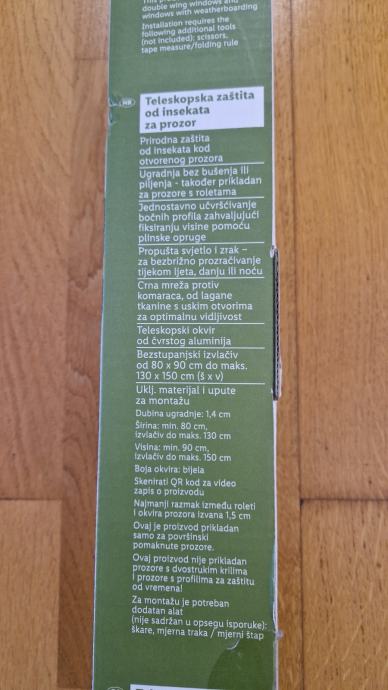 double wing windows and
windows with weatherboarding
Installation requires the
following additional tools
(not included): scissors,
tape measure/folding rule
HR
Teleskopska zaštita
od insekata
za prozor
Prirodna zaštita
od insekata kod
otvorenog prozora
Ugradnja bez bušenja ili
piljenja - također prikladan
za prozore s roletama
Jednostavno učvršćivanje
bočnih profila zahvaljujući
fiksiranju visine pomoću
plinske opruge
Propušta svjetlo i zrak –
za bezbrižno prozračivanje
tijekom ljeta, danju ili noću
Crna mreža protiv
komaraca, od lagane
tkanine s uskim otvorima
za optimalnu vidljivost
Teleskopski okvir
od čvrstog aluminija
Bezstupanjski izvlačiv
od 80 x 90 cm do maks.
130 x 150 cm (š x v)
Uklj. materijal i upute
za montažu
Dubina ugradnje: 1,4 cm
Širina: min. 80 cm,
izvlačiv do maks. 130 cm
Visina: min. 90 cm,
izvlačiv do maks. 150 cm
Boja okvira: bijela
Skenirati QR kod za video
zapis o proizvodu
Najmanji razmak između roleti
i okvira prozora izvana 1,5 cm
Ovaj je proizvod prikladan
samo za površinski
pomaknute prozore.
Ovaj proizvod nije prikladan
prozore s dvostrukim krilima
i prozore s profilima za zaštitu
od vremena!
Za montažu je potreban
dodatan alat
(nije sadržan u opsegu isporuke):
škare, mjerna traka / mjerni štap